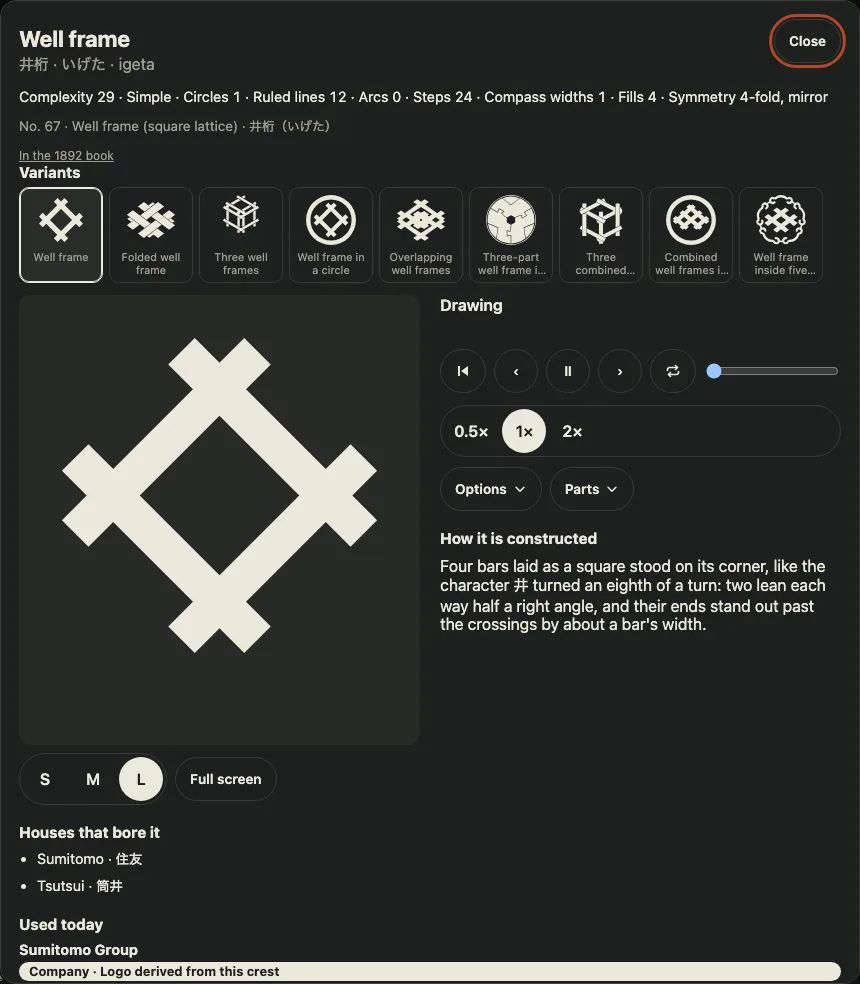 Well frame
Close
井桁 · いげた · igeta
Complexity 29 · Simple · Circles 1 · Ruled lines 12 · Arcs 0 · Steps 24 · Compass widths 1 · Fills 4 · Symmetry 4-fold, mirror
No. 67 · Well frame (square lattice) · 井桁（いげた）
In the 1892 book
Variants
Well frame
Folded well
frame
Three well
frames
Well frame in
a circle
Overlapping
well frames
Three-part
well frame i...
Three
combined...
Combined
well frames i...
Well frame
inside five...
Drawing
0.5×
1×
2×
Options
Parts
How it is constructed
Four bars laid as a square stood on its corner, like the
character 井 turned an eighth of a turn: two lean each
way half a right angle, and their ends stand out past
the crossings by about a bar's width.
S
M
L
Full screen
Houses that bore it
• Sumitomo · 住友
• Tsutsui · 筒井
Used today
Sumitomo Group
Company · Logo derived from this crest